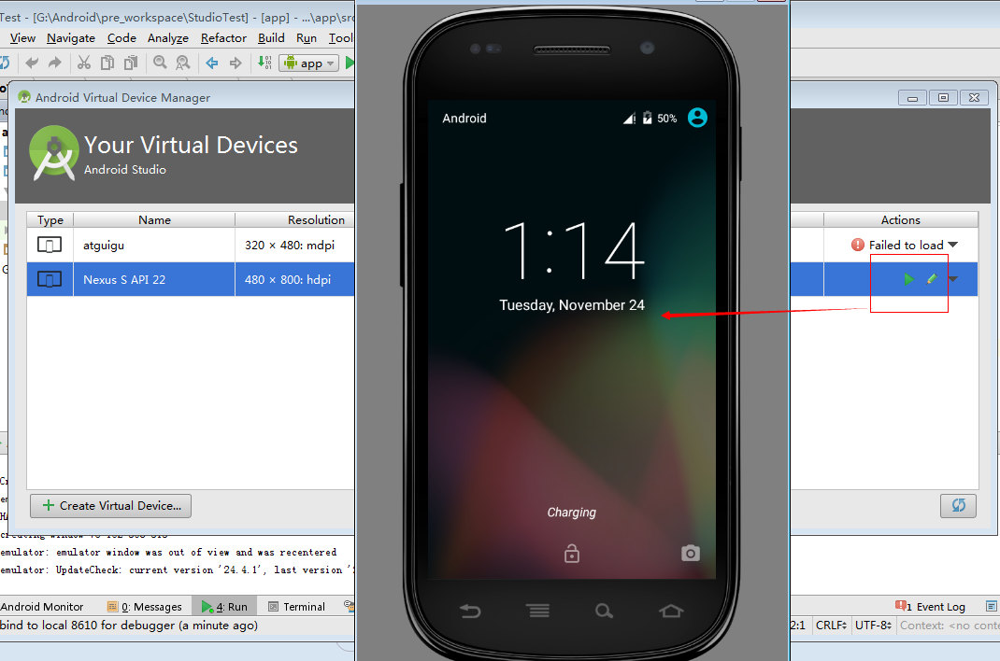 Test - [G:\Android\pre_workspace\StudioTest] - [app] - ...\app\src
View Navigate Code Analyze Refactor Build Run Tool
app
Android Virtual Device Manager
Your Virtual Devices
Android Studio
Type Name Resolution Actions
atguigu 320 × 480: mdpi Failed to load
Nexus S API 22 480 × 800: hdpi
Android 50%
1:14
Tuesday, November 24
Charging
Create Virtual Device...
emulator: emulator window was out of view and was recentered
emulator: UpdateCheck: current version '24.4.1', last version '
Android Monitor 0: Messages 4: Run Terminal 1 Event Log
bind to local 8610 for debugger (a minute ago) 2:1 CRLF UTF-8 Context: <no conte